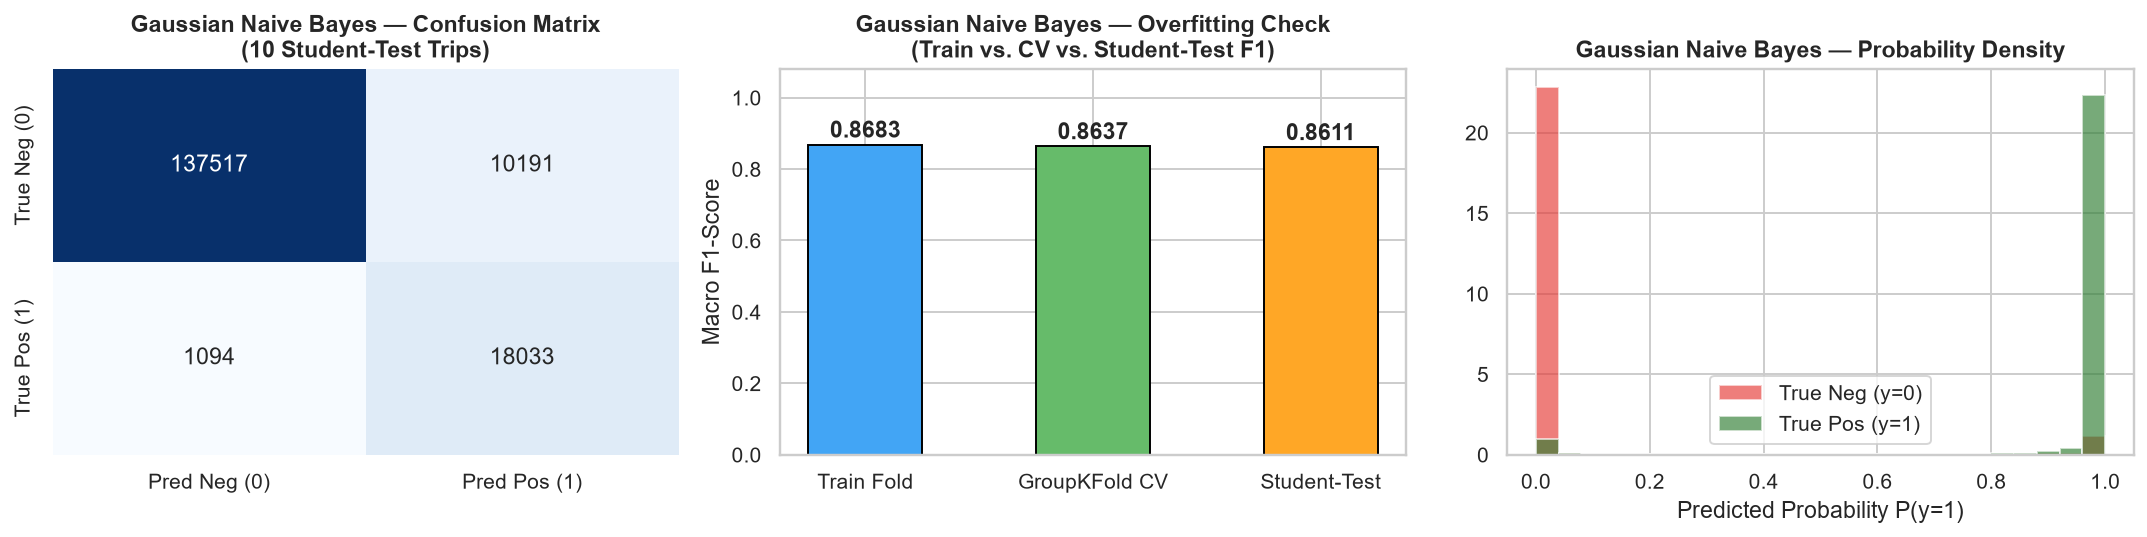 Gaussian Naive Bayes — Confusion Matrix
(10 Student-Test Trips)
True Neg (0)
True Pos (1)
137517
10191
1094
18033
Pred Neg (0)
Pred Pos (1)
Gaussian Naive Bayes — Overfitting Check
(Train vs. CV vs. Student-Test F1)
Macro F1-Score
1.0
0.8
0.6
0.4
0.2
0.0
0.8683
0.8637
0.8611
Train Fold
GroupKFold CV
Student-Test
Gaussian Naive Bayes — Probability Density
20
15
10
5
0
True Neg (y=0)
True Pos (y=1)
0.0
0.2
0.4
0.6
0.8
1.0
Predicted Probability P(y=1)